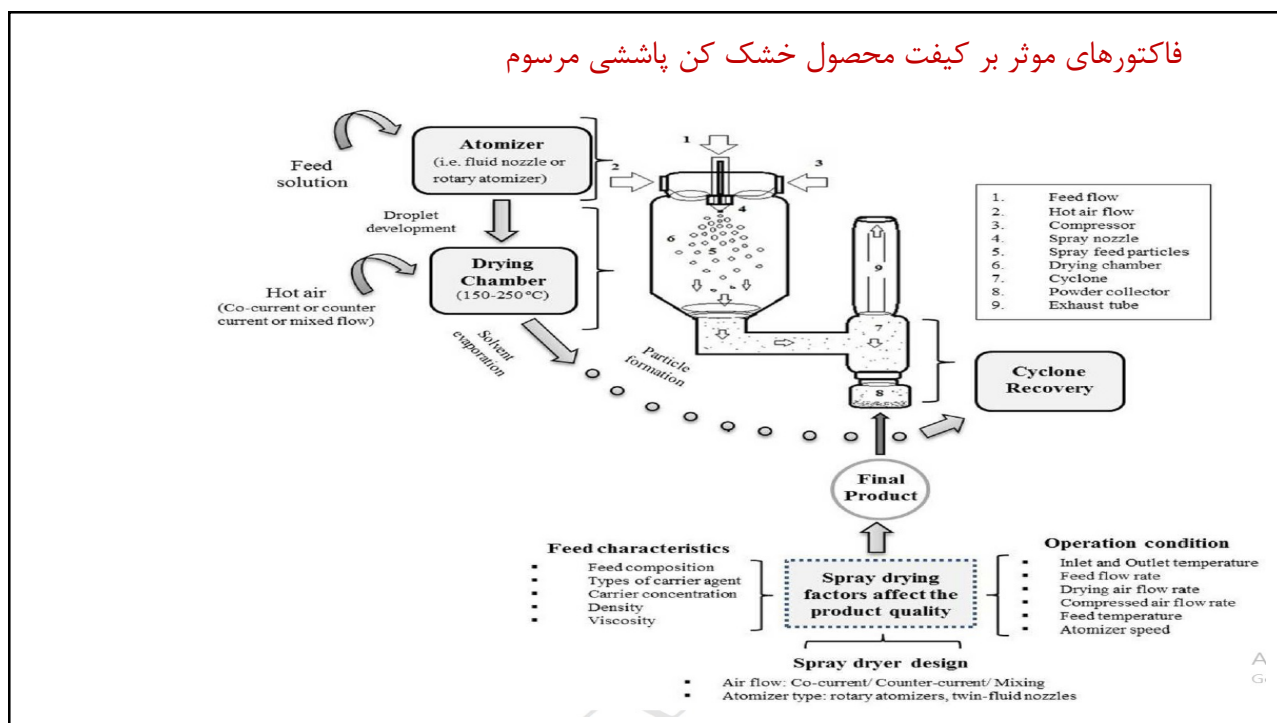 فاکتورهای موثر بر کیفت محصول خشک کن پاششی مرسوم
Feed
solution
Atomizer
(i.e. fluid nozzle or
rotary atomizer)
Droplet
development
Hot air
(Co-current or counter
current or mixed flow)
Drying
Chamber
(150-250 °C)
Solvent
evaporation
Particle
formation
1
2
3
4
5
6
7
8
9
1. Feed flow
2. Hot air flow
3. Compressor
4. Spray nozzle
5. Spray feed particles
6. Drying chamber
7. Cyclone
8. Powder collector
9. Exhaust tube
Cyclone
Recovery
Final
Product
Feed characteristics
▪ Feed composition
▪ Types of carrier agent
▪ Carrier concentration
▪ Density
▪ Viscosity
Spray drying
factors affect the
product quality
Operation condition
▪ Inlet and Outlet temperature
▪ Feed flow rate
▪ Drying air flow rate
▪ Compressed air flow rate
▪ Feed temperature
▪ Atomizer speed
Spray dryer design
▪ Air flow: Co-current/ Counter-current/ Mixing
▪ Atomizer type: rotary atomizers, twin-fluid nozzles